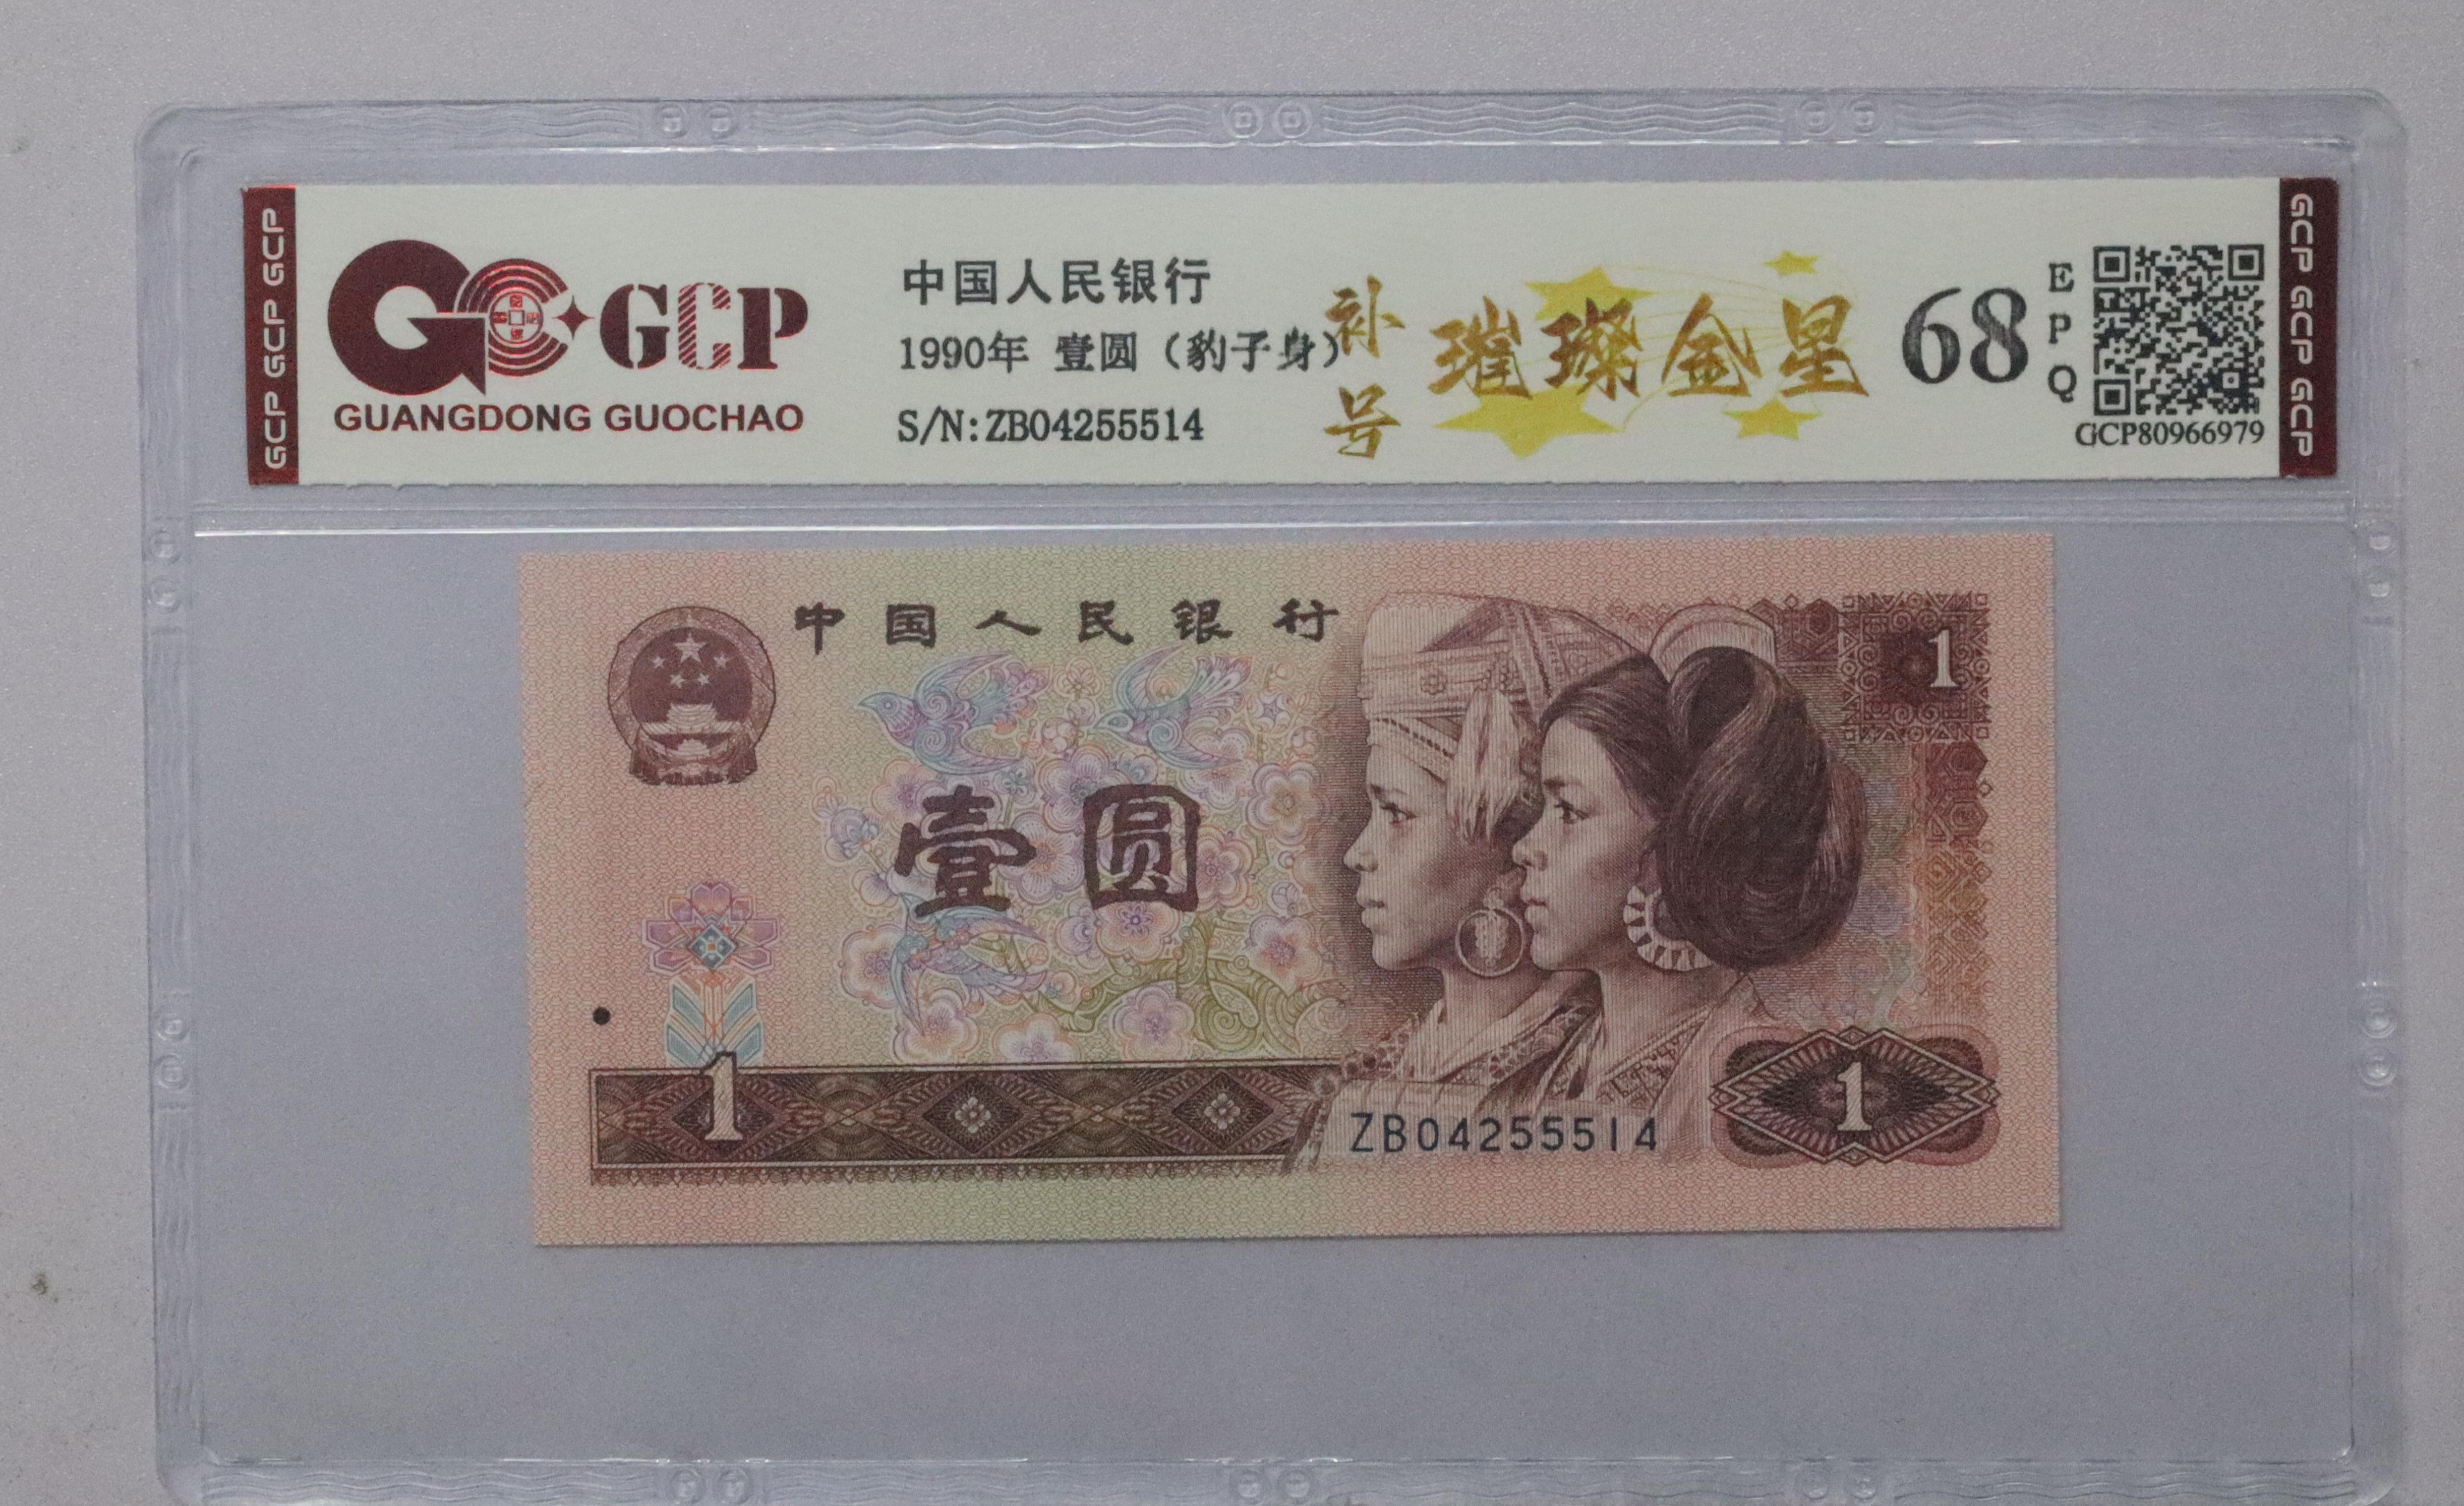 GCP GCP GCP
GCP
GUANGDONG GUOCHAO
中国人民银行
1990年 壹圆（豹子身）
S/N:ZB04255514
补号
璀璨金星
68
EPQ
GCP80966979
GCP GCP GCP
中国人民银行
1
壹圆
1
ZB04255514
1